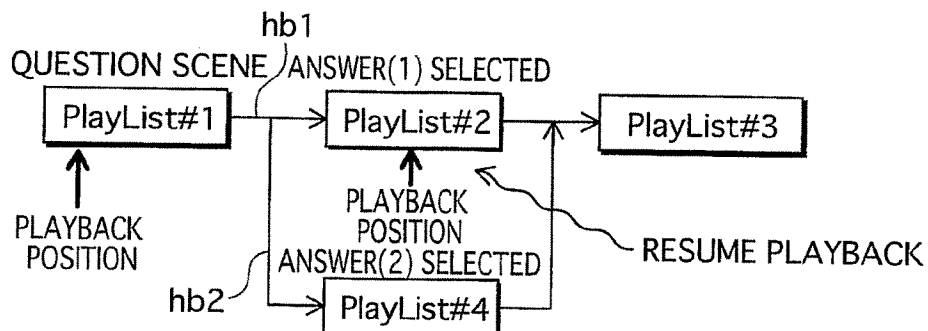 hb1
QUESTION SCENE ANSWER(1) SELECTED
PlayList#1
PlayList#2
PlayList#3
PLAYBACK
POSITION
PLAYBACK
POSITION
RESUME PLAYBACK
ANSWER(2) SELECTED
hb2
PlayList#4